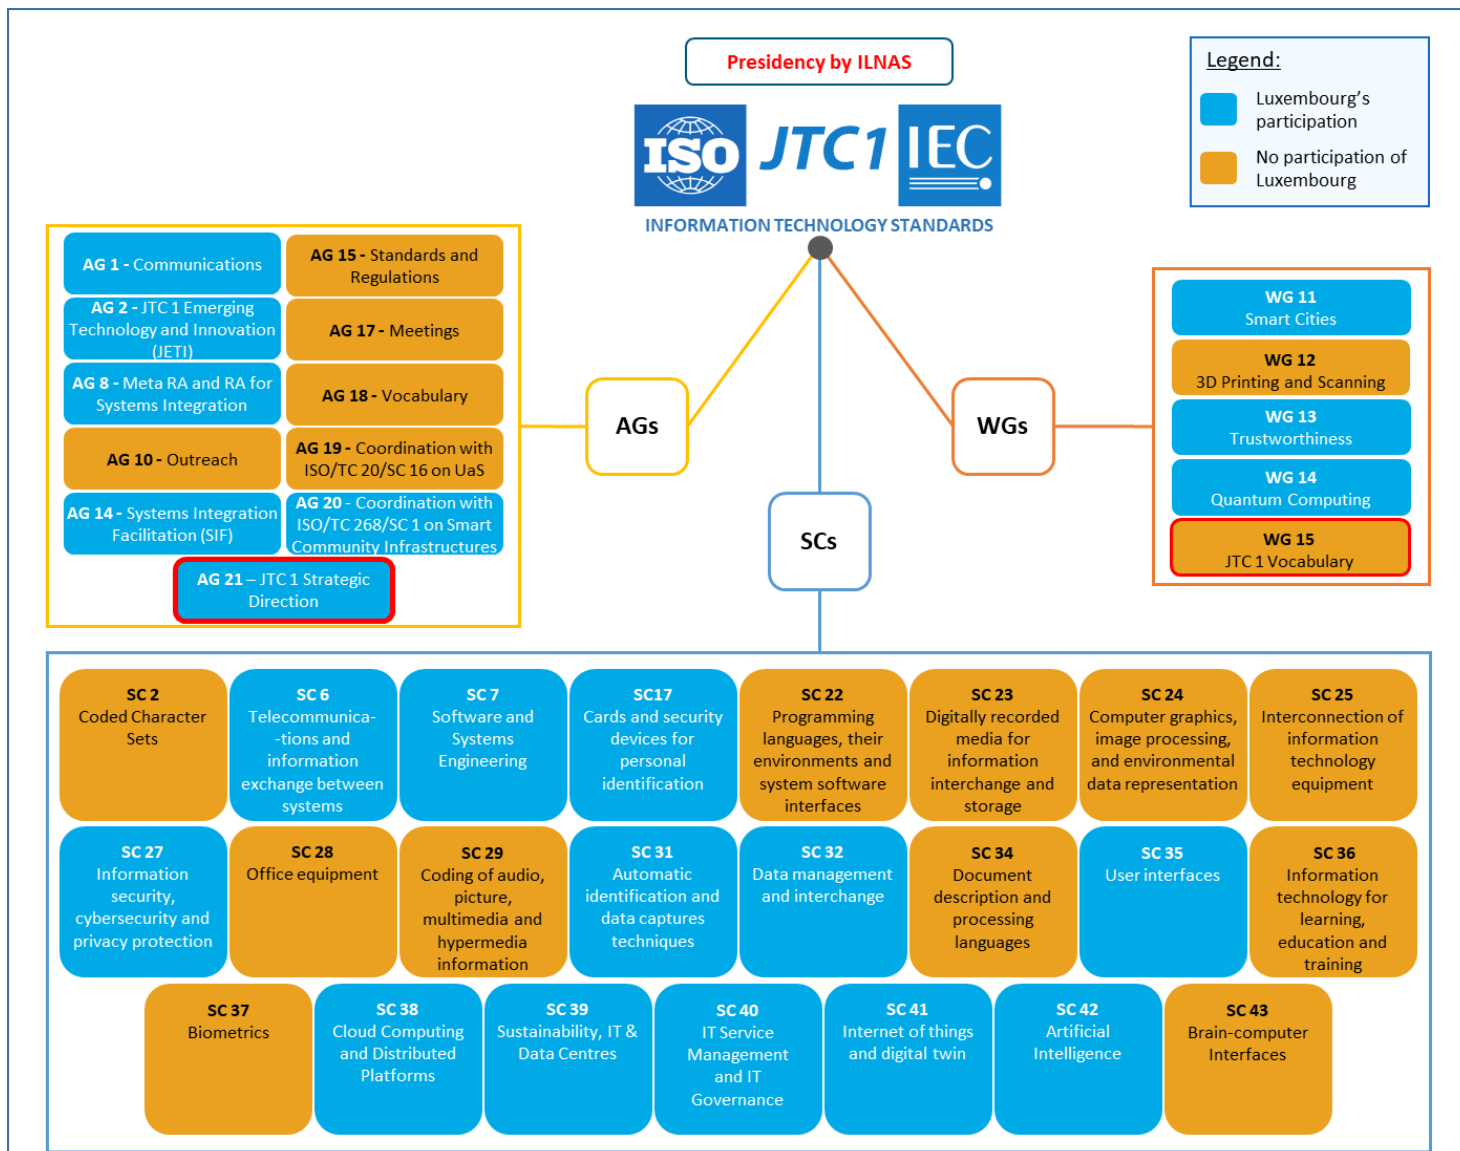 Presidency by ILNAS
ISO
JTC1
IEC
INFORMATION TECHNOLOGY STANDARDS
Legend:
Luxembourg's
participation
No participation of
Luxembourg
AG 1 - Communications
AG 15 - Standards and
Regulations
AG 2 - JTC 1 Emerging
Technology and Innovation
(JETI)
AG 17 - Meetings
AG 8 - Meta RA and RA for
Systems Integration
AG 18 - Vocabulary
AG 10 - Outreach
AG 19 - Coordination with
ISO/TC 20/SC 16 on UaS
AG 14 - Systems Integration
Facilitation (SIF)
AG 20 - Coordination with
ISO/TC 268/SC 1 on Smart
Community Infrastructures
AG 21 – JTC 1 Strategic
Direction
AGs
SCs
WGs
WG 11
Smart Cities
WG 12
3D Printing and Scanning
WG 13
Trustworthiness
WG 14
Quantum Computing
WG 15
JTC 1 Vocabulary
SC 2
Coded Character
Sets
SC 6
Telecommunica-
-tions and
information
exchange between
systems
SC 7
Software and
Systems
Engineering
SC17
Cards and security
devices for
personal
identification
SC 22
Programming
languages, their
environments and
system software
interfaces
SC 23
Digitally recorded
media for
information
interchange and
storage
SC 24
Computer graphics,
image processing,
and environmental
data representation
SC 25
Interconnection of
information
technology
equipment
SC 27
Information
security,
cybersecurity and
privacy protection
SC 28
Office equipment
SC 29
Coding of audio,
picture,
multimedia and
hypermedia
information
SC 31
Automatic
identification and
data captures
techniques
SC 32
Data management
and interchange
SC 34
Document
description and
processing
languages
SC 35
User interfaces
SC 36
Information
technology for
learning,
education and
training
SC 37
Biometrics
SC 38
Cloud Computing
and Distributed
Platforms
SC 39
Sustainability, IT &
Data Centres
SC 40
IT Service
Management
and IT
Governance
SC 41
Internet of things
and digital twin
SC 42
Artificial
Intelligence
SC 43
Brain-computer
Interfaces